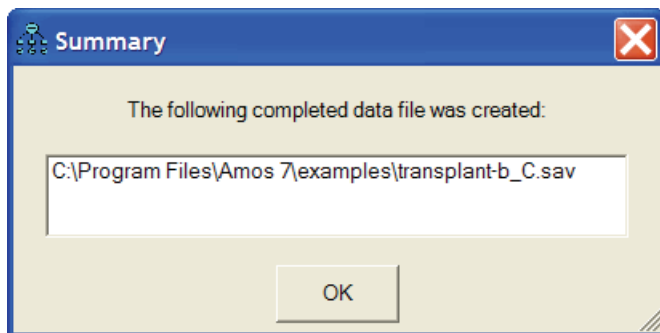 Summary
The following completed data file was created:
C:\Program Files\Amos 7\examples\transplant-b_C.sav
OK